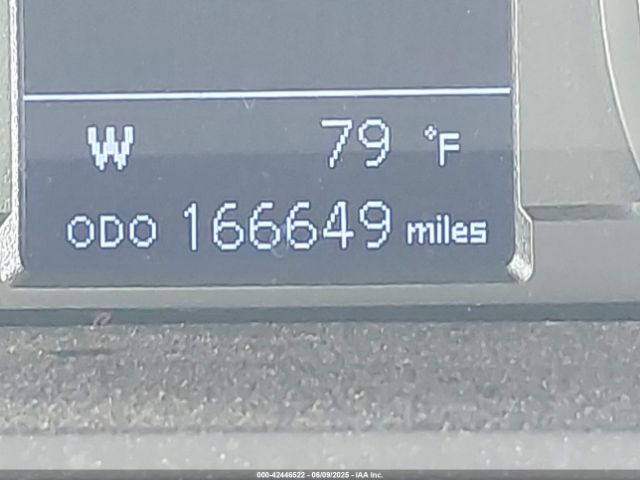 W 79 °F
ODO 166649 miles
000-42446522 - 06/09/2025 - IAA Inc.